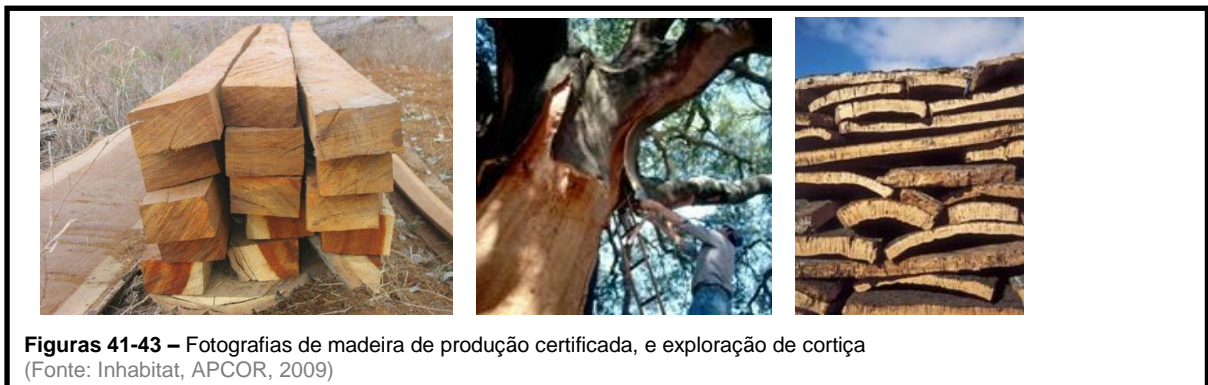 Figuras 41-43 – Fotografias de madeira de produção certificada, e exploração de cortiça
(Fonte: Inhabitat, APCOR, 2009)